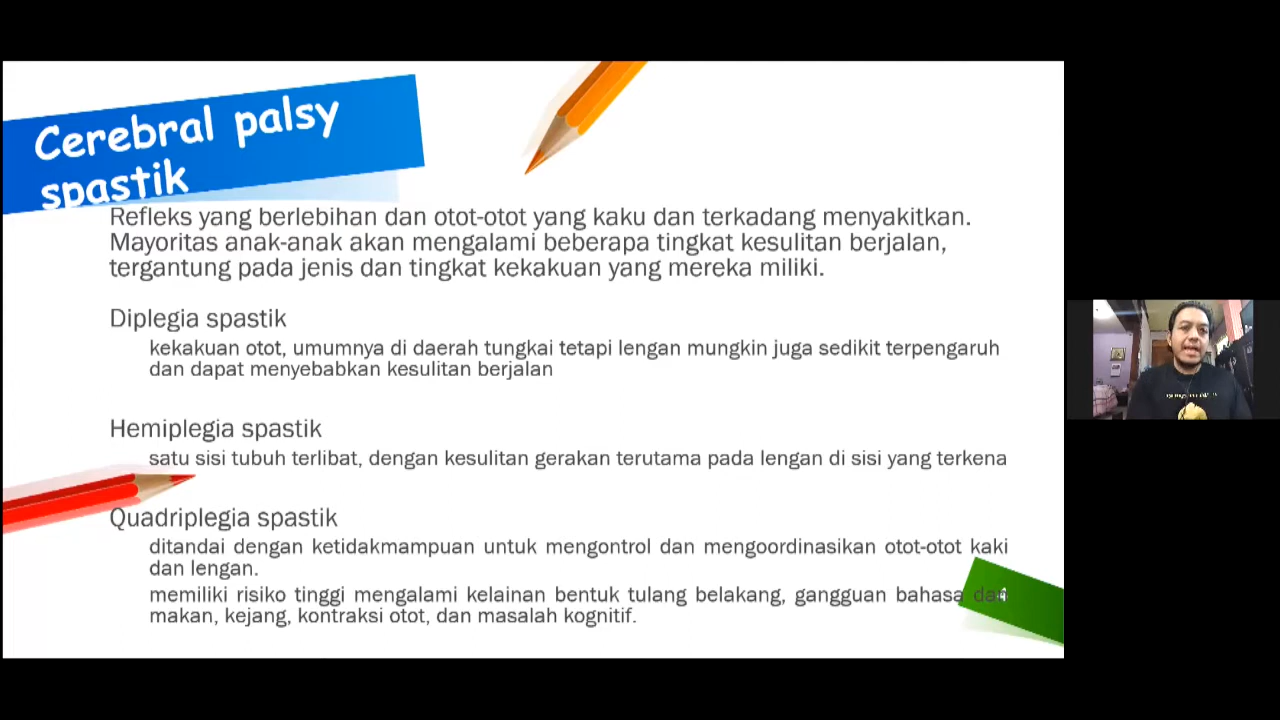 Cerebral palsy
spastik
Refleks yang berlebihan dan otot-otot yang kaku dan terkadang menyakitkan.
Mayoritas anak-anak akan mengalami beberapa tingkat kesulitan berjalan,
tergantung pada jenis dan tingkat kekakuan yang mereka miliki.
Diplegia spastik
kekakuan otot, umumnya di daerah tungkai tetapi lengan mungkin juga sedikit terpengaruh
dan dapat menyebabkan kesulitan berjalan
Hemiplegia spastik
satu sisi tubuh terlibat, dengan kesulitan gerakan terutama pada lengan di sisi yang terkena
Quadriplegia spastik
ditandai dengan ketidakmampuan untuk mengontrol dan mengoordinasikan otot-otot kaki
dan lengan.
memiliki risiko tinggi mengalami kelainan bentuk tulang belakang, gangguan bahasa dan
makan, kejang, kontraksi otot, dan masalah kognitif.